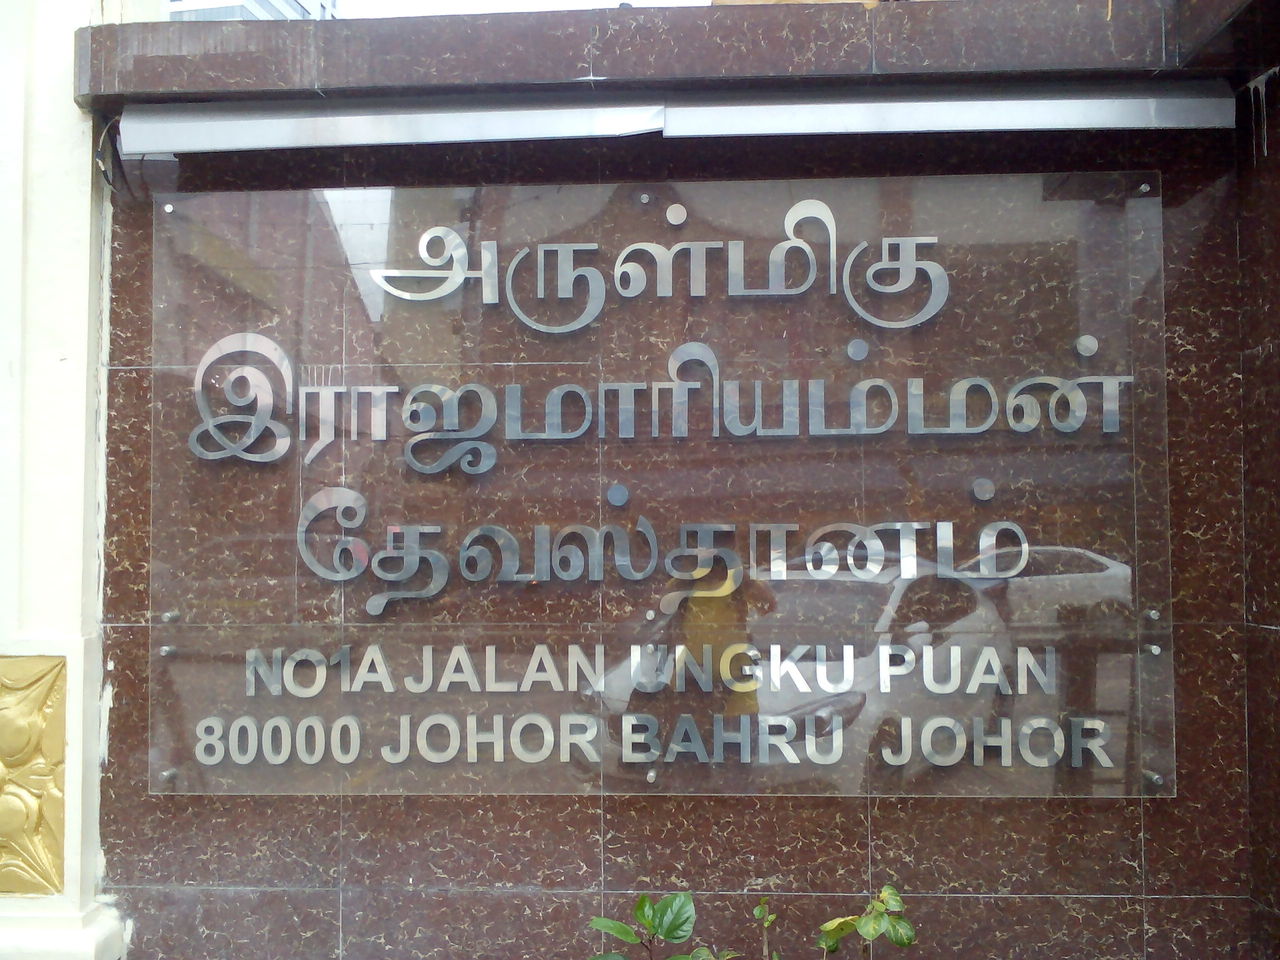 அருள்மிகு
இராஜமாரியம்மன்
தேவஸ்தானம்
NO1A JALAN UNGKU PUAN
80000 JOHOR BAHRU JOHOR